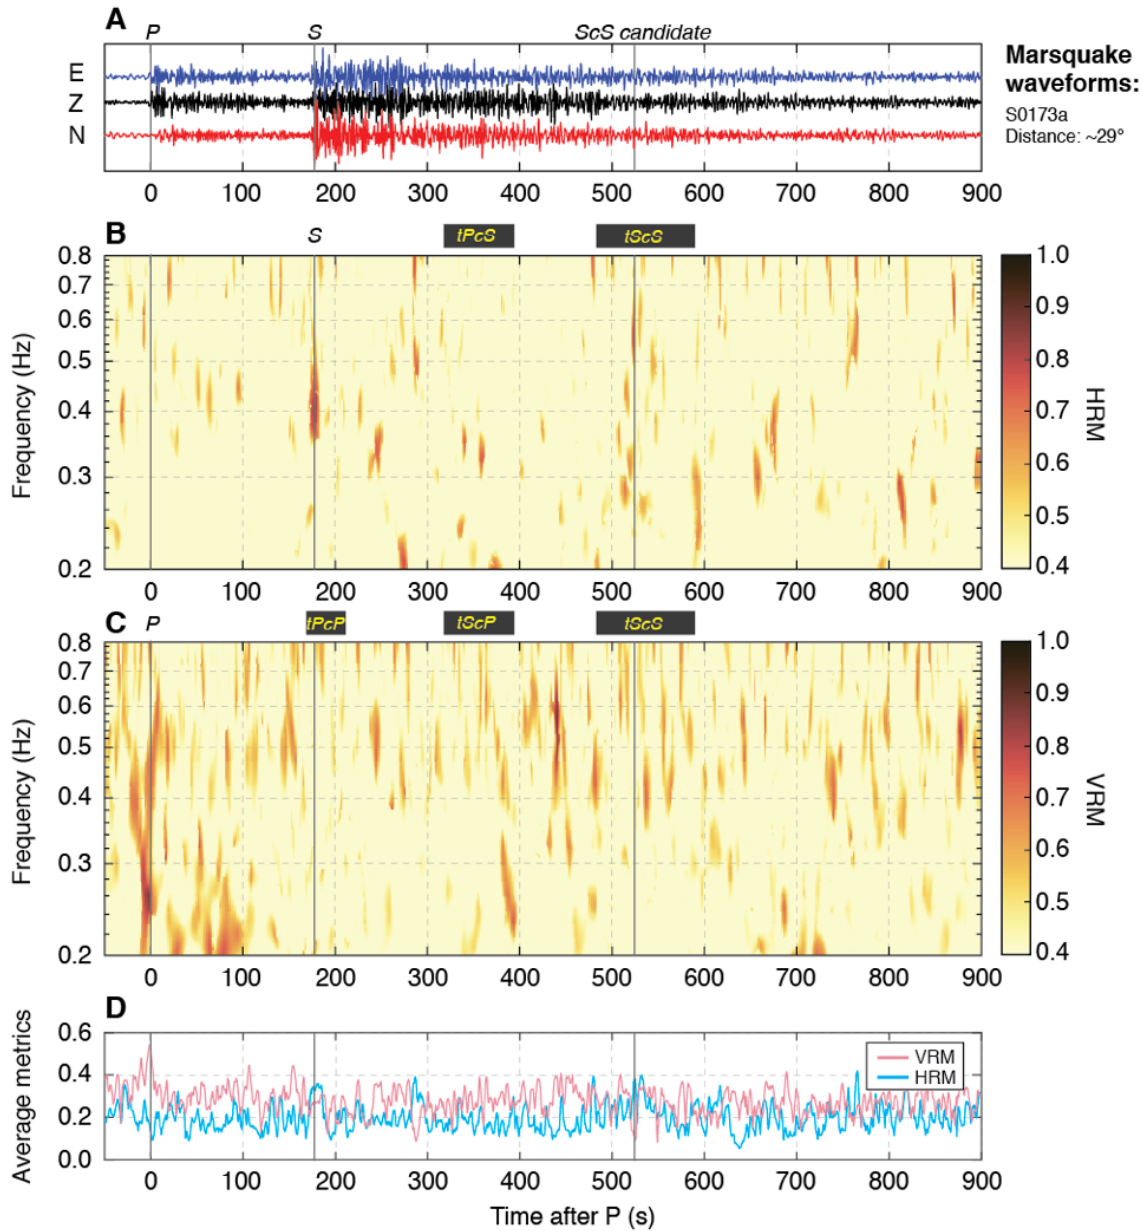 A
P
S
ScS candidate
E
Z
N
Marsquake
waveforms:
S0173a
Distance: ~29°
0 100 200 300 400 500 600 700 800 900
B
S
tPcS
tScS
Frequency (Hz)
0.8
0.7
0.6
0.5
0.4
0.3
0.2
0 100 200 300 400 500 600 700 800 900
1.0
0.9
0.8
0.7
0.6
0.5
0.4
HRM
C
P
tPcP
tScP
tScS
Frequency (Hz)
0.8
0.7
0.6
0.5
0.4
0.3
0.2
0 100 200 300 400 500 600 700 800 900
1.0
0.9
0.8
0.7
0.6
0.5
0.4
VRM
D
Average metrics
0.6
0.4
0.2
0.0
VRM
HRM
0 100 200 300 400 500 600 700 800 900
Time after P (s)